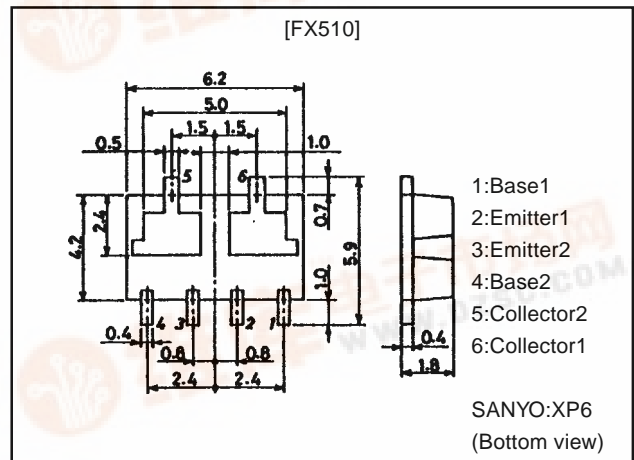 [FX510]
6.2
5.0
1.5 1.5
0.5 1.0
5 6
0.7
2.4
4.2
5.9
1.0
4 3 2 1
0.4
0.8 0.8
2.4 2.4
0.4
1.8
1:Base1
2:Emitter1
3:Emitter2
4:Base2
5:Collector2
6:Collector1
SANYO:XP6
(Bottom view)